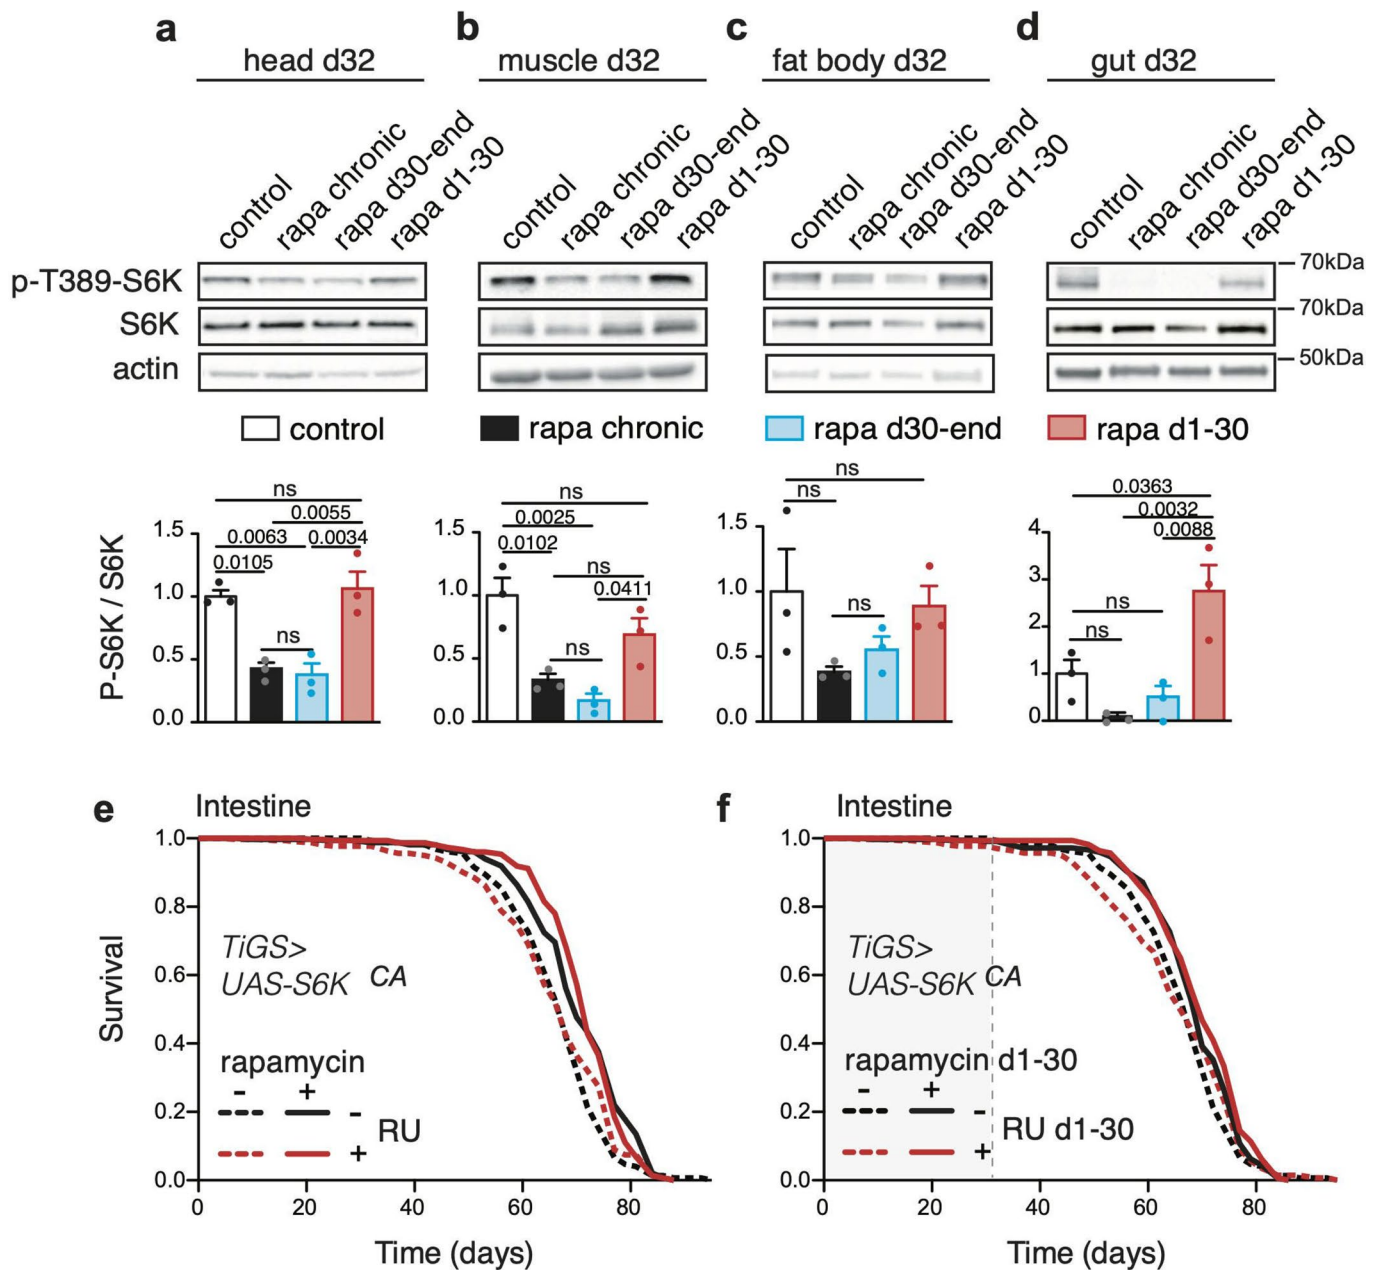 a
head d32
b
muscle d32
c
fat body d32
d
gut d32
control
rapa chronic
rapa d30-end
rapa d1-30
control
rapa chronic
rapa d30-end
rapa d1-30
control
rapa chronic
rapa d30-end
rapa d1-30
control
rapa chronic
rapa d30-end
rapa d1-30
p-T389-S6K
S6K
actin
70kDa
70kDa
50kDa
control
rapa chronic
rapa d30-end
rapa d1-30
P-S6K / S6K
1.5
1.0
0.5
0.0
ns
0.0055
0.0063
0.0034
0.0105
ns
1.5
1.0
0.5
0.0
ns
0.0025
0.0102
ns
0.0411
ns
1.5
1.0
0.5
0.0
ns
ns
ns
4
3
2
1
0
0.0363
0.0032
0.0088
ns
ns
e
Intestine
Survival
1.0
0.8
0.6
0.4
0.2
0.0
TiGS>
UAS-S6K CA
rapamycin
- +
-
RU
+
0 20 40 60 80
Time (days)
f
Intestine
1.0
0.8
0.6
0.4
0.2
0.0
TiGS>
UAS-S6K CA
rapamycin d1-30
- +
-
RU d1-30
+
0 20 40 60 80
Time (days)